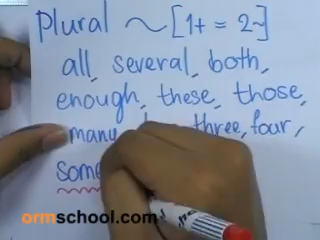 Plural ~ [1+ = 2~]
all, several, both,
enough, these, those,
many three, four,
some
ormschool.com